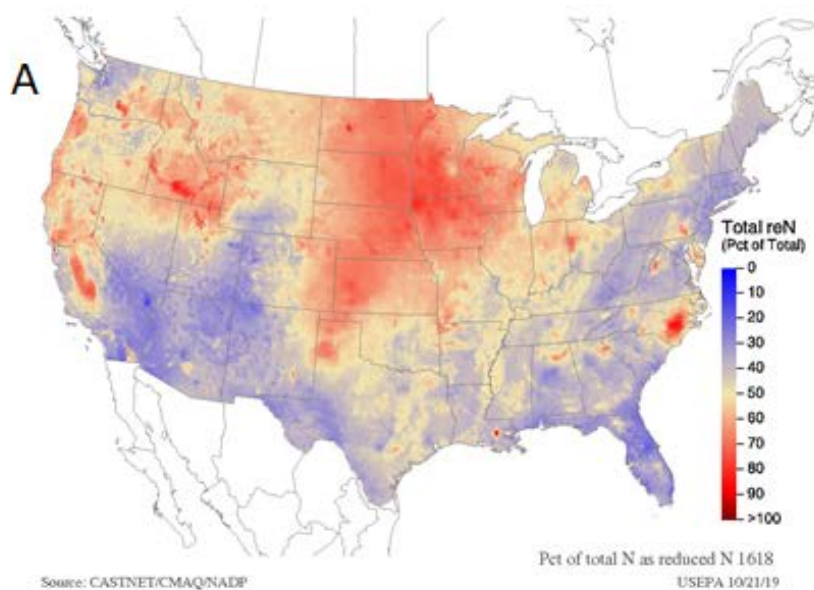 A
Total reN
(Pct of Total)
0
10
20
30
40
50
60
70
80
90
>100
Pct of total N as reduced N 1618
Source: CASTNET/CMAQ/NADP
USEPA 10/21/19